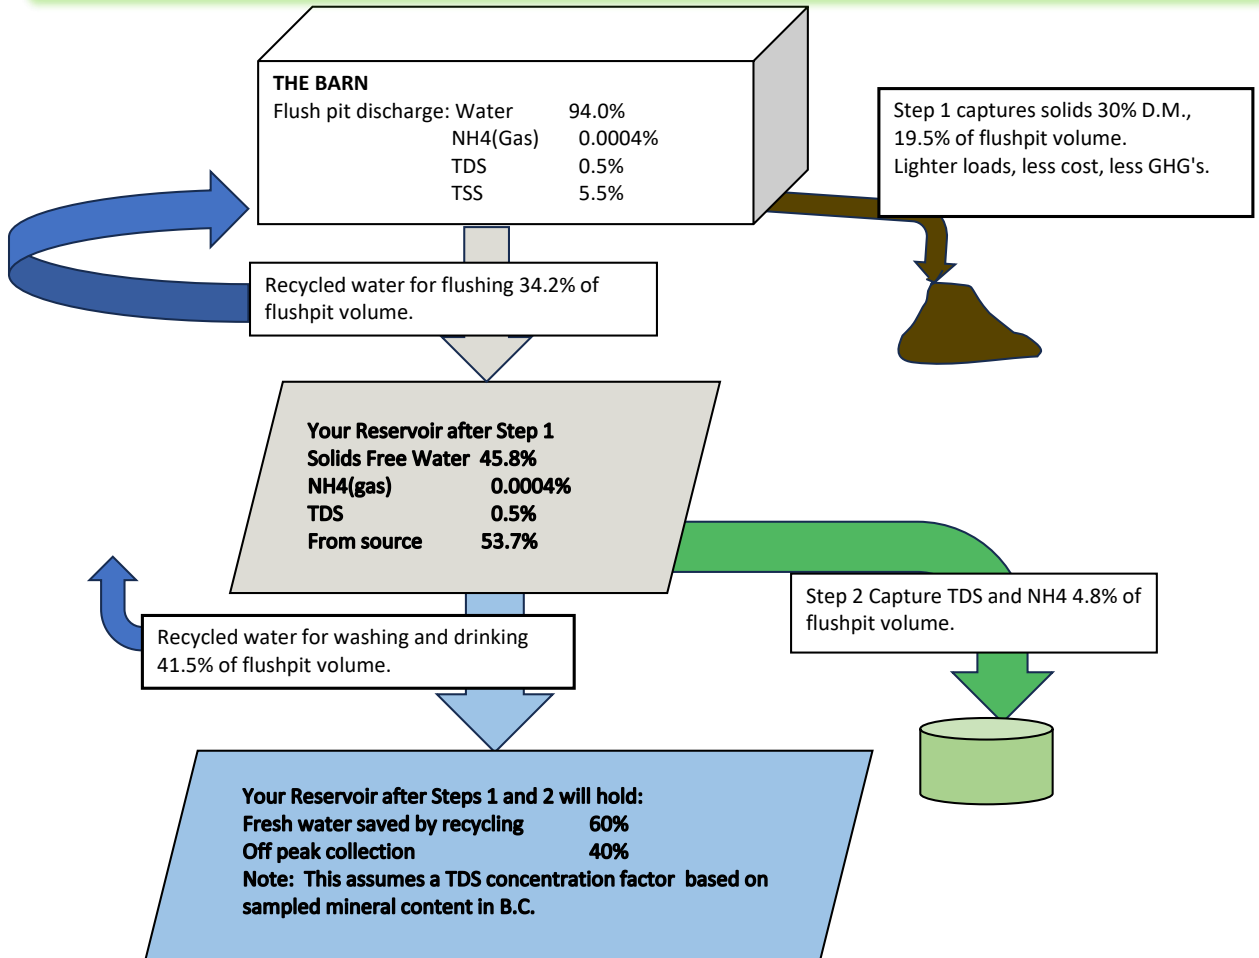 THE BARN
Flush pit discharge: Water 94.0%
NH4(Gas) 0.0004%
TDS 0.5%
TSS 5.5%
Step 1 captures solids 30% D.M.,
19.5% of flushpit volume.
Lighter loads, less cost, less GHG's.
Recycled water for flushing 34.2% of
flushpit volume.
Your Reservoir after Step 1
Solids Free Water 45.8%
NH4(gas) 0.0004%
TDS 0.5%
From source 53.7%
Step 2 Capture TDS and NH4 4.8% of
flushpit volume.
Recycled water for washing and drinking
41.5% of flushpit volume.
Your Reservoir after Steps 1 and 2 will hold:
Fresh water saved by recycling 60%
Off peak collection 40%
Note: This assumes a TDS concentration factor based on
sampled mineral content in B.C.